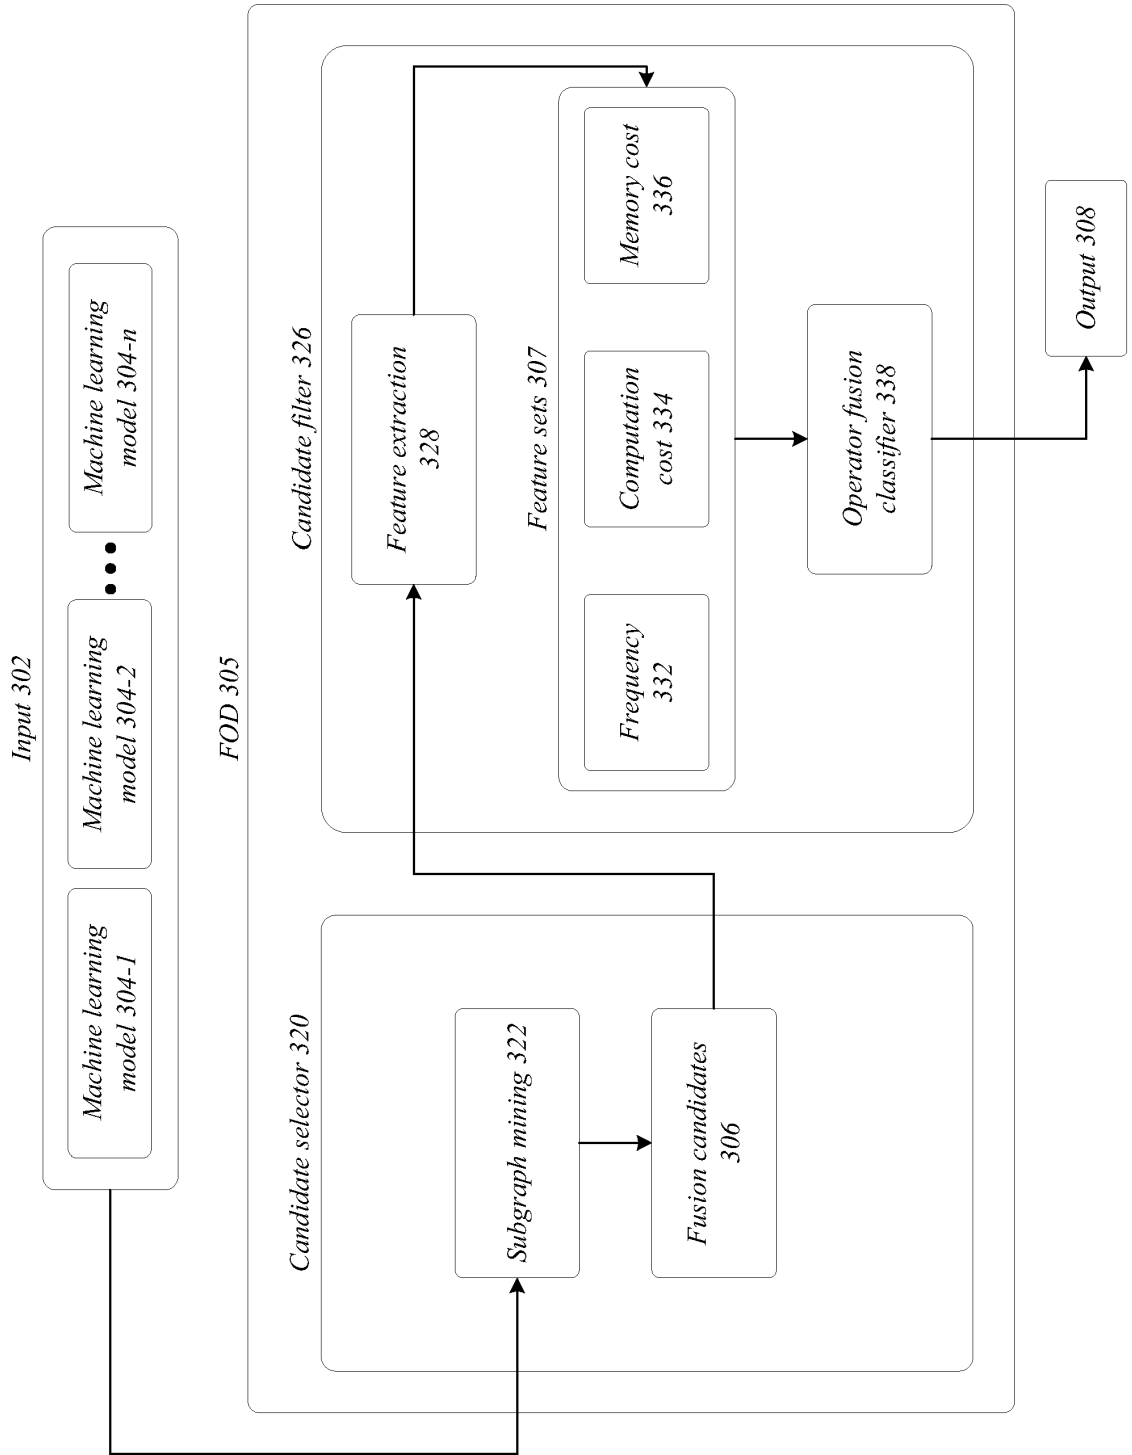 Input 302
Machine learning
model 304-1
Machine learning
model 304-2
Machine learning
model 304-n
FOD 305
Candidate selector 320
Subgraph mining 322
Fusion candidates
306
Candidate filter 326
Feature extraction
328
Feature sets 307
Frequency
332
Computation
cost 334
Memory cost
336
Operator fusion
classifier 338
Output 308